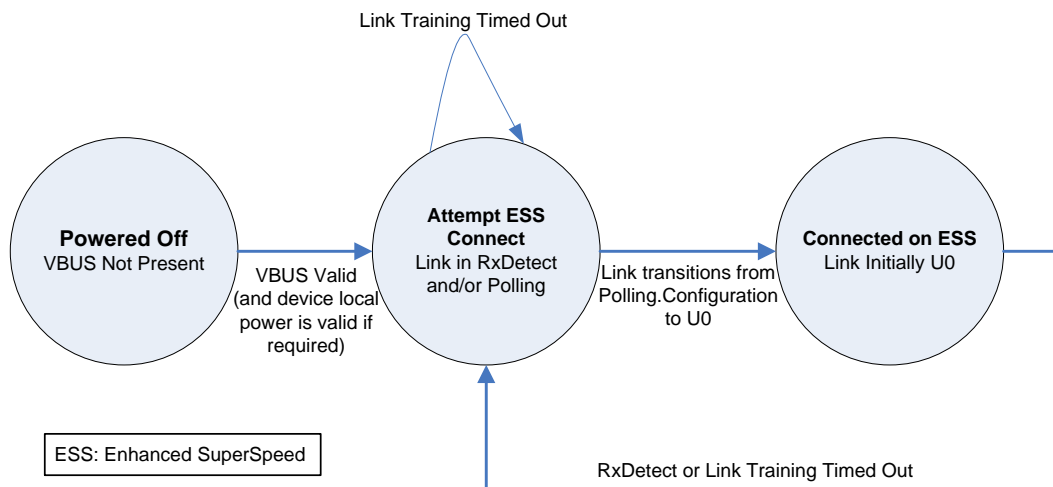 Link Training Timed Out
Powered Off
VBUS Not Present
VBUS Valid
(and device local
power is valid if
required)
Attempt ESS
Connect
Link in RxDetect
and/or Polling
Link transitions from
Polling.Configuration
to U0
Connected on ESS
Link Initially U0
ESS: Enhanced SuperSpeed
RxDetect or Link Training Timed Out